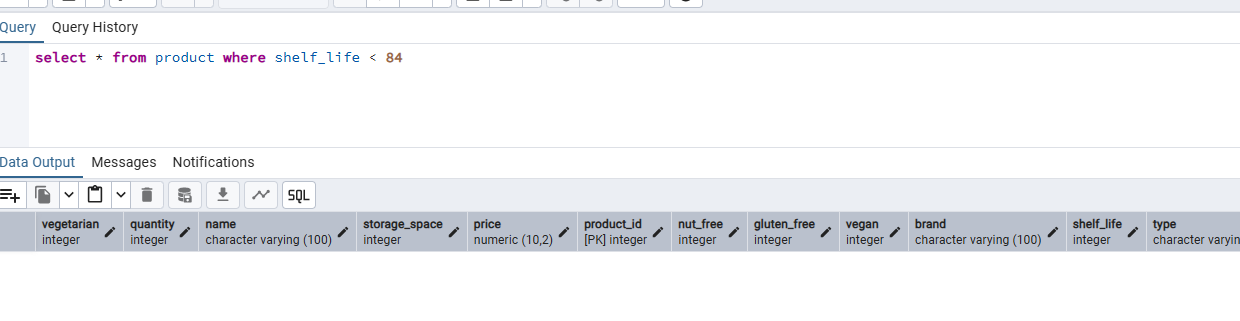 Query Query History
1 select * from product where shelf_life < 84
Data Output Messages Notifications
SQL
vegetarian quantity name storage_space price product_id nut_free gluten_free vegan brand shelf_life type
integer integer character varying (100) integer numeric (10,2) [PK] integer integer integer integer character varying (100) integer character varyin